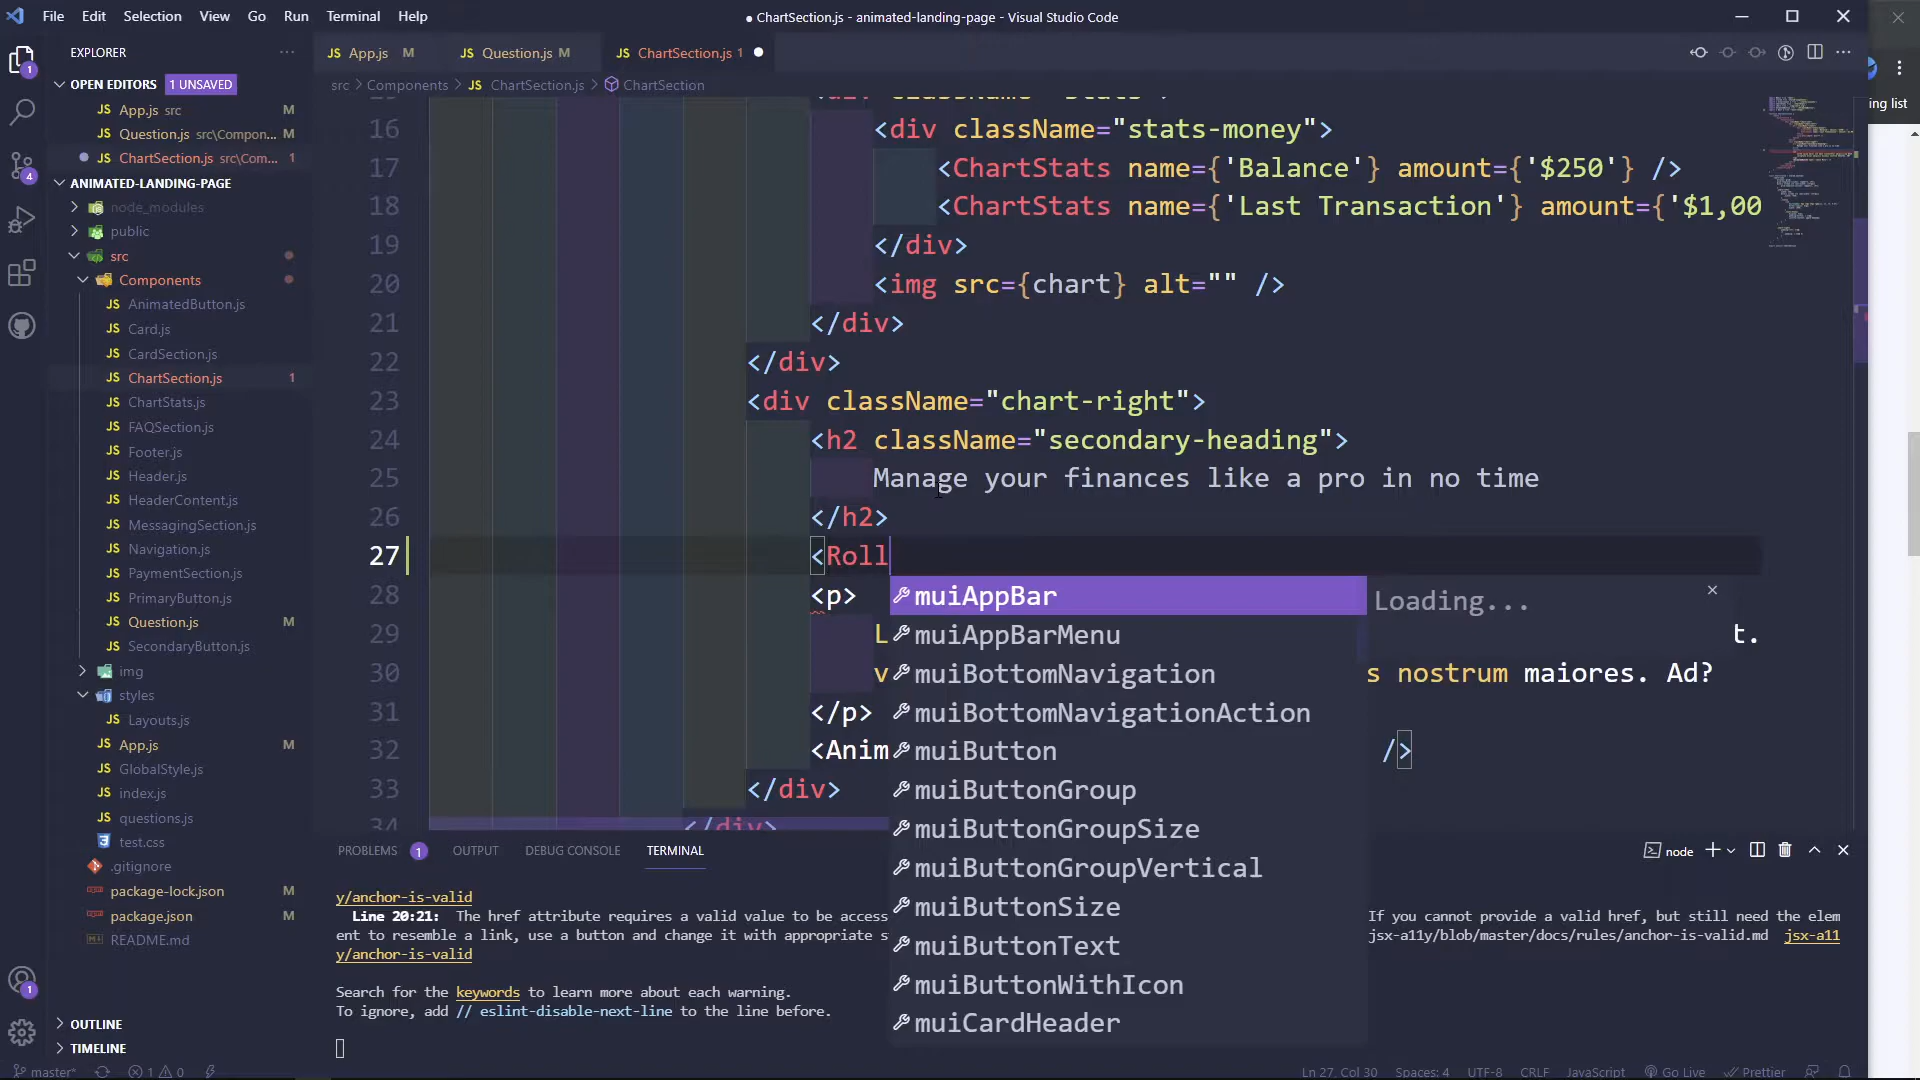 File Edit Selection View Go Run Terminal Help
● ChartSection.js - animated-landing-page - Visual Studio Code
EXPLORER
JS App.js M
JS Question.js M
JS ChartSection.js 1
ing list
OPEN EDITORS 1 UNSAVED
src > Components > JS ChartSection.js > ChartSection
JS App.js src M
JS Question.js src\Compon... M
JS ChartSection.js src\Com... 1
ANIMATED-LANDING-PAGE
node_modules
public
src
Components
JS AnimatedButton.js
JS Card.js
JS CardSection.js
JS ChartSection.js 1
JS ChartStats.js
JS FAQSection.js
JS Footer.js
JS Header.js
JS HeaderContent.js
JS MessagingSection.js
JS Navigation.js
JS PaymentSection.js
JS PrimaryButton.js
JS Question.js M
JS SecondaryButton.js
img
styles
JS Layouts.js
JS App.js M
JS GlobalStyle.js
JS index.js
JS questions.js
test.css
.gitignore
package-lock.json M
package.json M
README.md
OUTLINE
TIMELINE
16 <div className="stats-money">
17 <ChartStats name={'Balance'} amount={'$250'} />
18 <ChartStats name={'Last Transaction'} amount={'$1,00
19 </div>
20 <img src={chart} alt="" />
21 </div>
22 </div>
23 <div className="chart-right">
24 <h2 className="secondary-heading">
25 Manage your finances like a pro in no time
26 </h2>
27 <Roll
28 <p> muiAppBar Loading...
29 L muiAppBarMenu t.
30 v muiBottomNavigation s nostrum maiores. Ad?
31 </p> muiBottomNavigationAction
32 <Anim muiButton />
33 </div> muiButtonGroup
34 </div> muiButtonGroupSize
muiButtonGroupVertical
muiButtonSize
muiButtonText
muiButtonWithIcon
muiCardHeader
PROBLEMS 1 OUTPUT DEBUG CONSOLE TERMINAL
node
y/anchor-is-valid
Line 20:21: The href attribute requires a valid value to be access If you cannot provide a valid href, but still need the elem
ent to resemble a link, use a button and change it with appropriate s jsx-a11y/blob/master/docs/rules/anchor-is-valid.md jsx-a11
y/anchor-is-valid
Search for the keywords to learn more about each warning.
To ignore, add // eslint-disable-next-line to the line before.
master* 1 0
Ln 27, Col 30 Spaces: 4 UTF-8 CRLF JavaScript Go Live Prettier